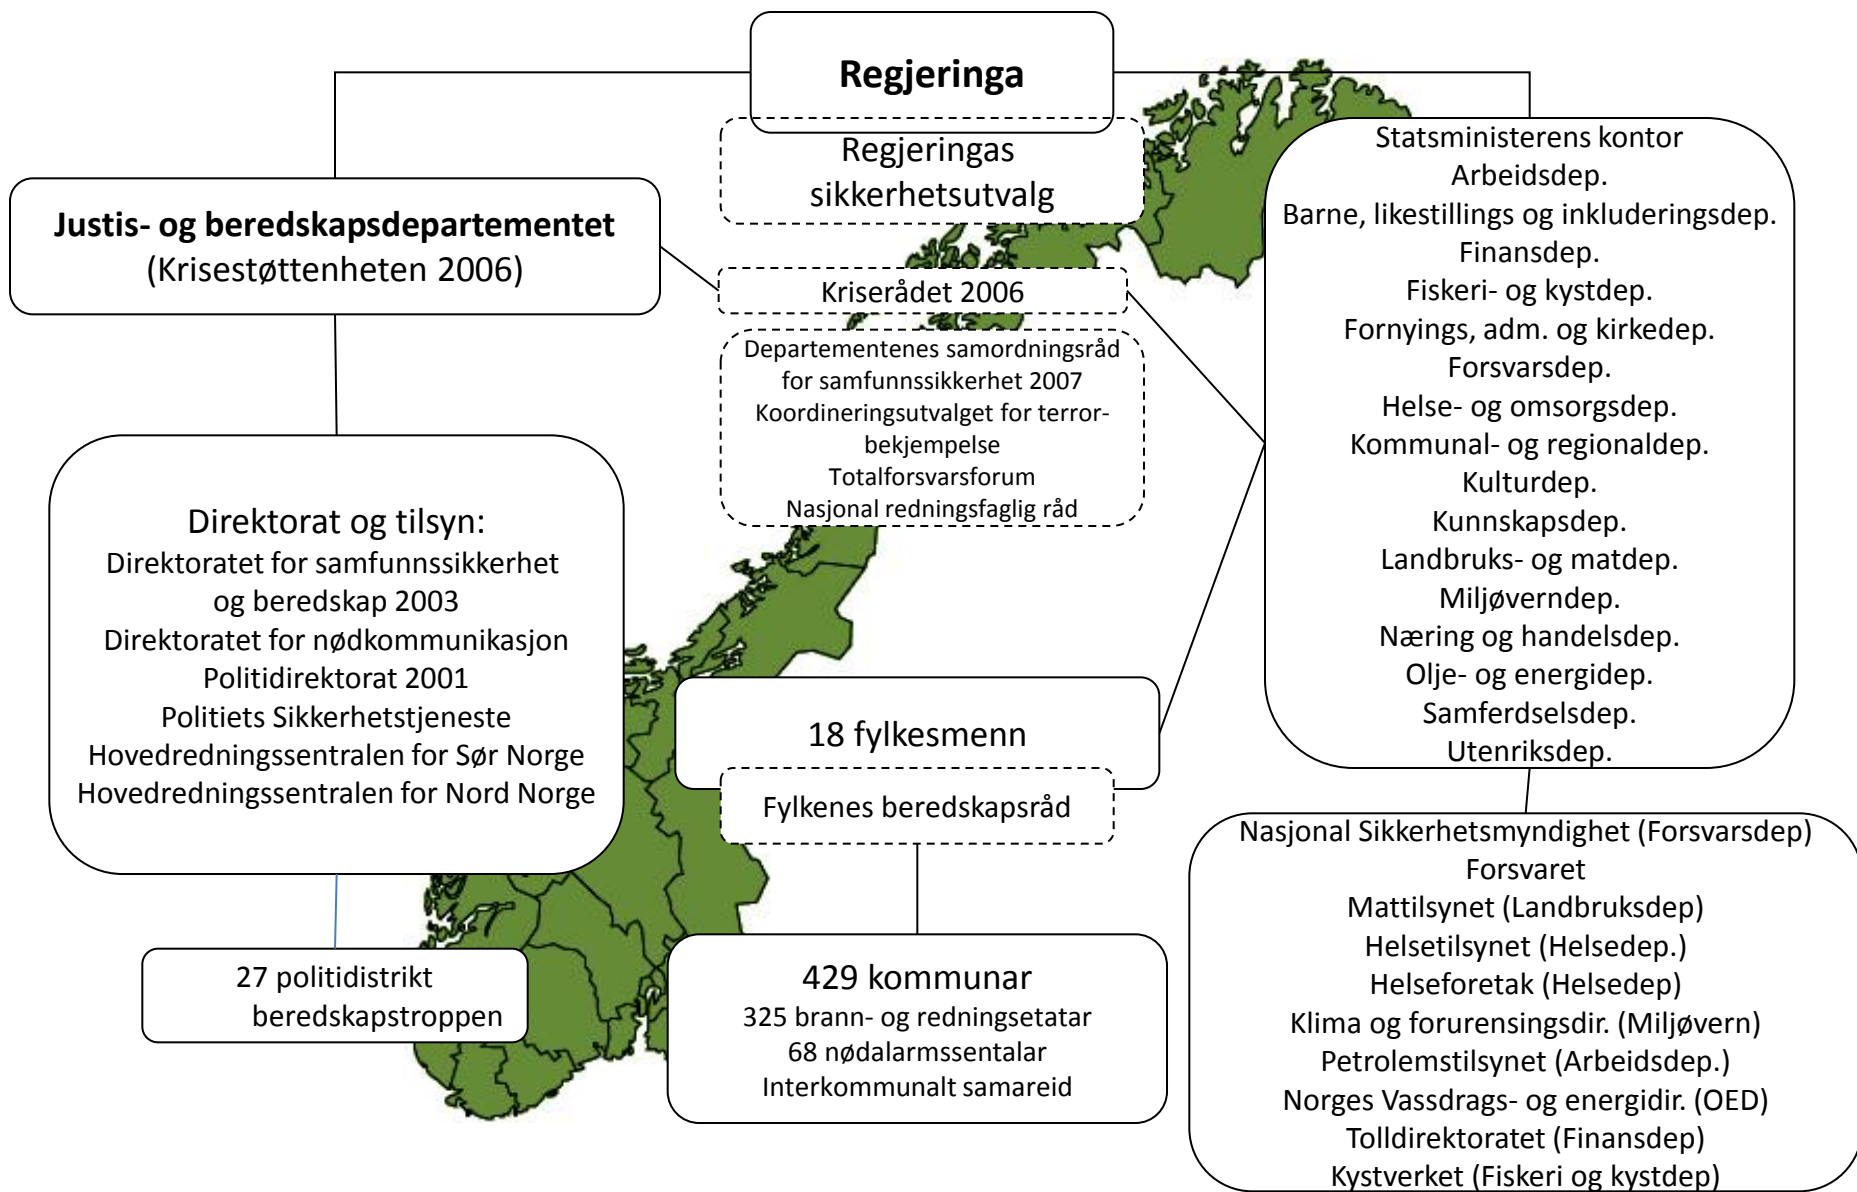 Regjeringa
Regjeringas
sikkerhetsutvalg
Justis- og beredskapsdepartementet
(Krisestøttenheten 2006)
Kriserådet 2006
Departementenes samordningsråd
for samfunnssikkerhet 2007
Koordineringsutvalget for terror-
bekjempelse
Totalforsvarsforum
Nasjonal redningsfaglig råd
Statsministerens kontor
Arbeidsdep.
Barne, likestillings og inkluderingsdep.
Finansdep.
Fiskeri- og kystdep.
Fornyings, adm. og kirkedep.
Forsvarsdep.
Helse- og omsorgsdep.
Kommunal- og regionaldep.
Kulturdep.
Kunnskapsdep.
Landbruks- og matdep.
Miljøverndep.
Næring og handelsdep.
Olje- og energidep.
Samferdselsdep.
Utenriksdep.
Direktorat og tilsyn:
Direktoratet for samfunnssikkerhet
og beredskap 2003
Direktoratet for nødkommunikasjon
Politidirektorat 2001
Politiets Sikkerhetstjeneste
Hovedredningssentralen for Sør Norge
Hovedredningssentralen for Nord Norge
18 fylkesmenn
Fylkenes beredskapsråd
27 politidistrikt
beredskapstroppen
429 kommunar
325 brann- og redningsetatar
68 nødalarmssentalar
Interkommunalt samareid
Nasjonal Sikkerhetsmyndighet (Forsvarsdep)
Forsvaret
Mattilsynet (Landbruksdep)
Helsetilsynet (Helsedep.)
Helseforetak (Helsedep)
Klima og forurensingsdir. (Miljøvern)
Petrolemstilsynet (Arbeidsdep.)
Norges Vassdrags- og energidir. (OED)
Tolldirektoratet (Finansdep)
Kystverket (Fiskeri og kystdep)